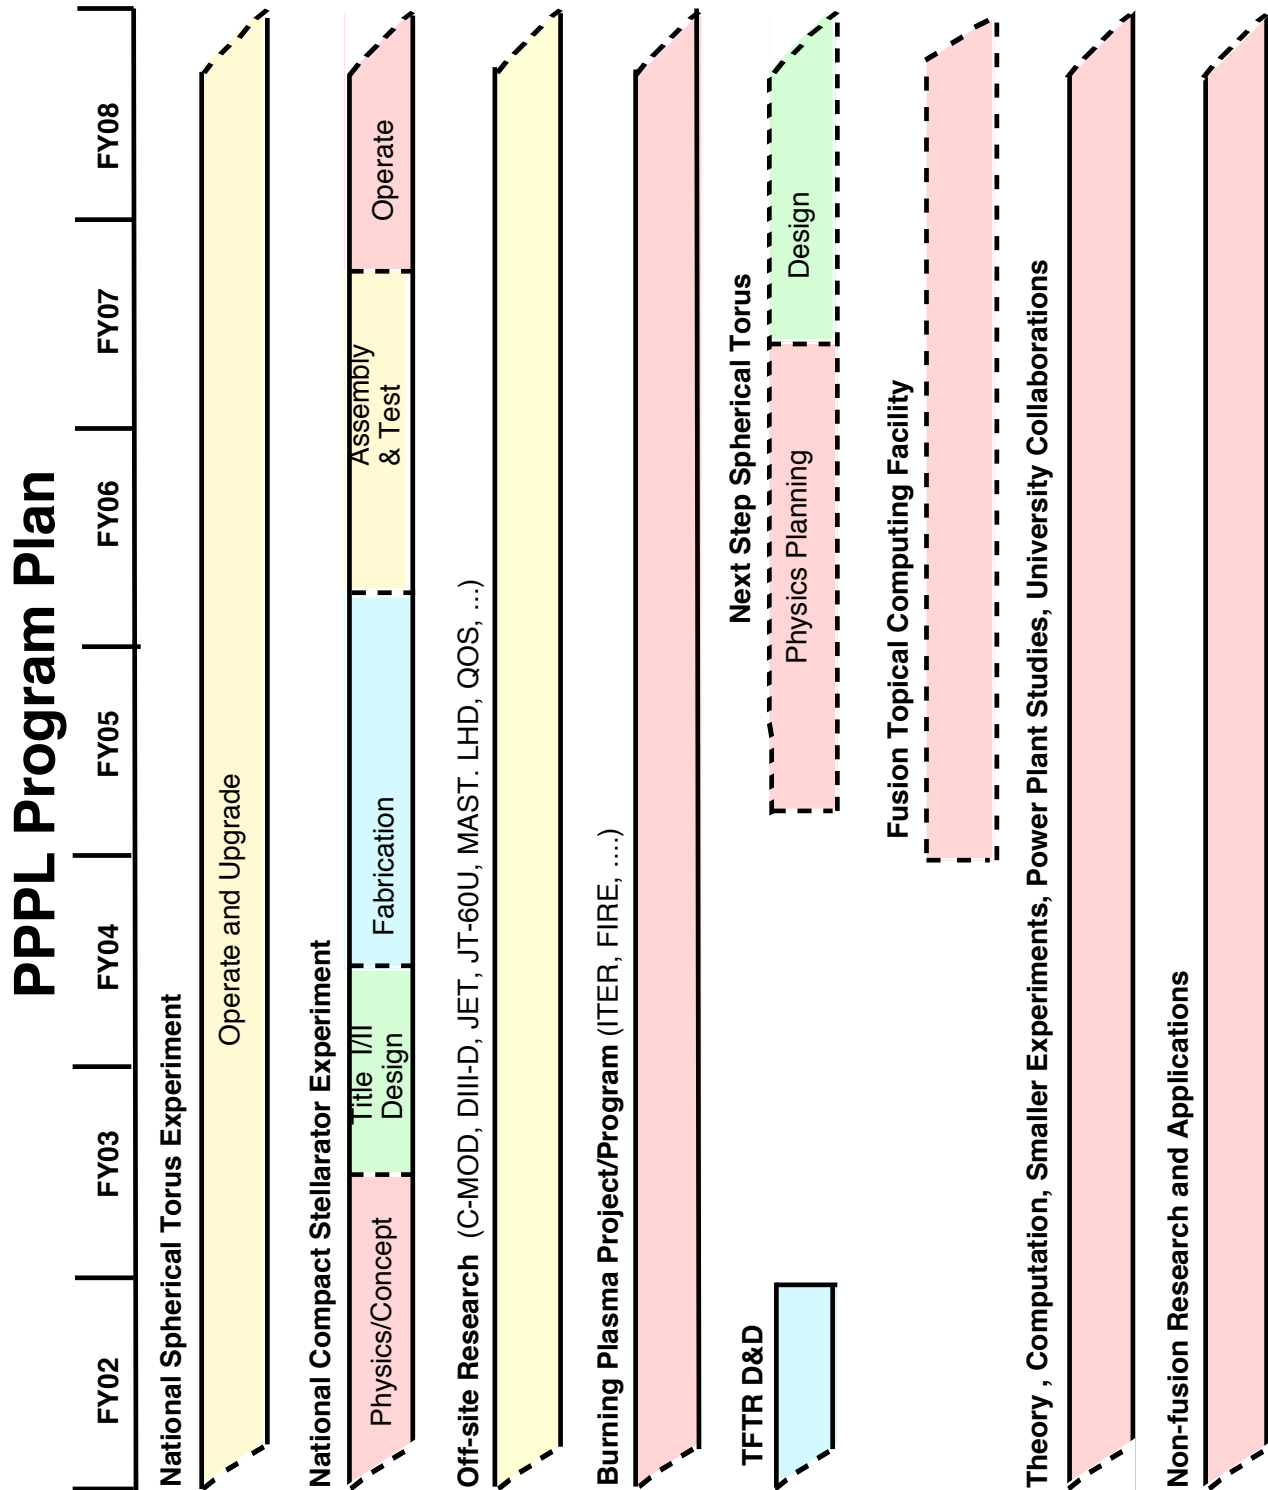 PPPL Program Plan
FY02 FY03 FY04 FY05 FY06 FY07 FY08
National Spherical Torus Experiment
Operate and Upgrade
National Compact Stellarator Experiment
Physics/Concept
Title I/II
Design
Fabrication
Assembly
& Test
Operate
Off-site Research (C-MOD, DIII-D, JET, JT-60U, MAST. LHD, QOS, ...)
Burning Plasma Project/Program (ITER, FIRE, ....)
TFTR D&D
Next Step Spherical Torus
Physics Planning
Design
Fusion Topical Computing Facility
Theory , Computation, Smaller Experiments, Power Plant Studies, University Collaborations
Non-fusion Research and Applications